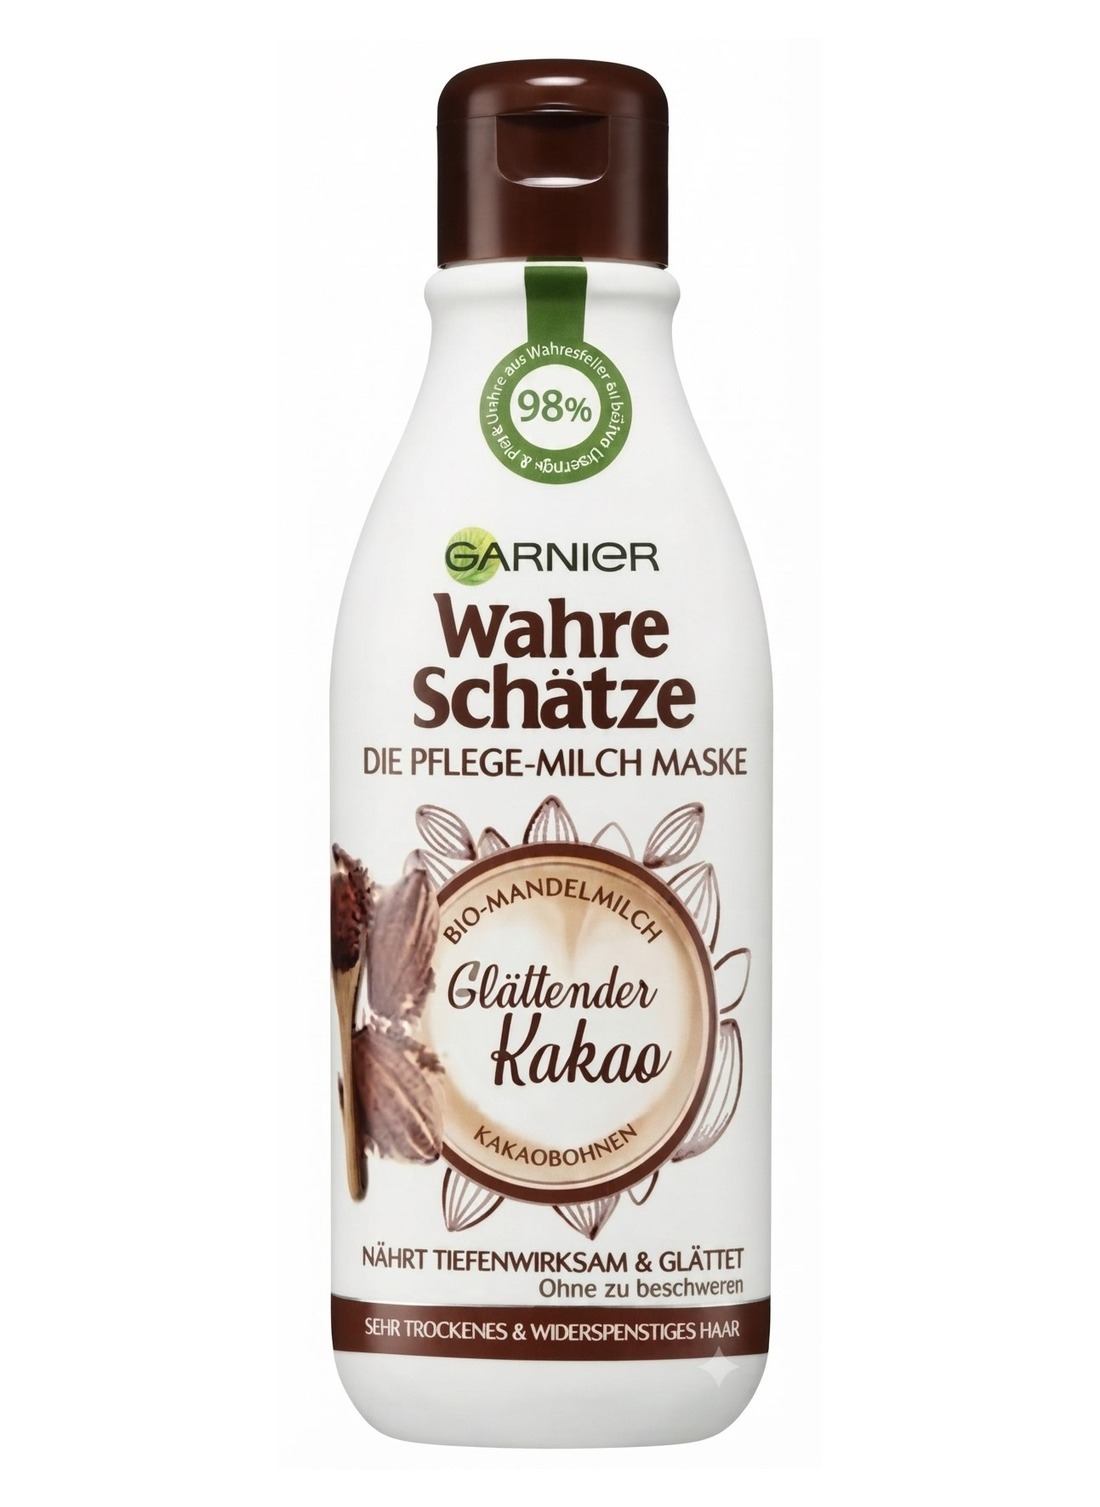 98%
GARNIER
Wahre
Schätze
DIE PFLEGE-MILCH MASKE
BIO-MANDELMILCH
Glättender
Kakao
KAKAOBOHNEN
NÄHRT TIEFENWIRKSAM & GLÄTTET
Ohne zu beschweren
SEHR TROCKENES & WIDERSPENSTIGES HAAR